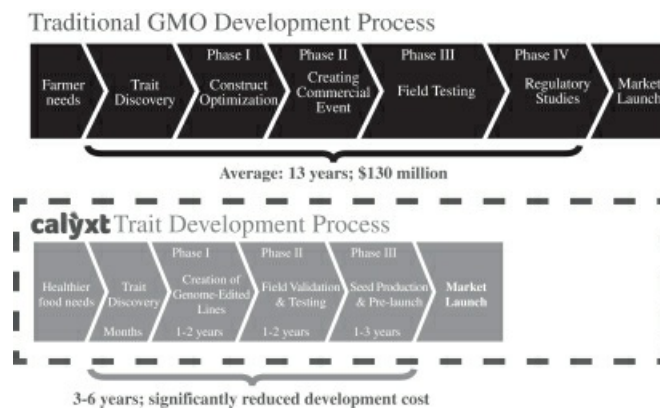 Traditional GMO Development Process
Phase I Phase II Phase III Phase IV
Farmer needs
Trait Discovery
Construct Optimization
Creating Commercial Event
Field Testing
Regulatory Studies
Market Launch
Average: 13 years; $130 million
calyxt Trait Development Process
Phase I Phase II Phase III
Healthier food needs
Trait Discovery
Creation of Genome-Edited Lines
Field Validation & Testing
Seed Production & Pre-launch
Market Launch
Months 1-2 years 1-2 years 1-3 years
3-6 years; significantly reduced development cost